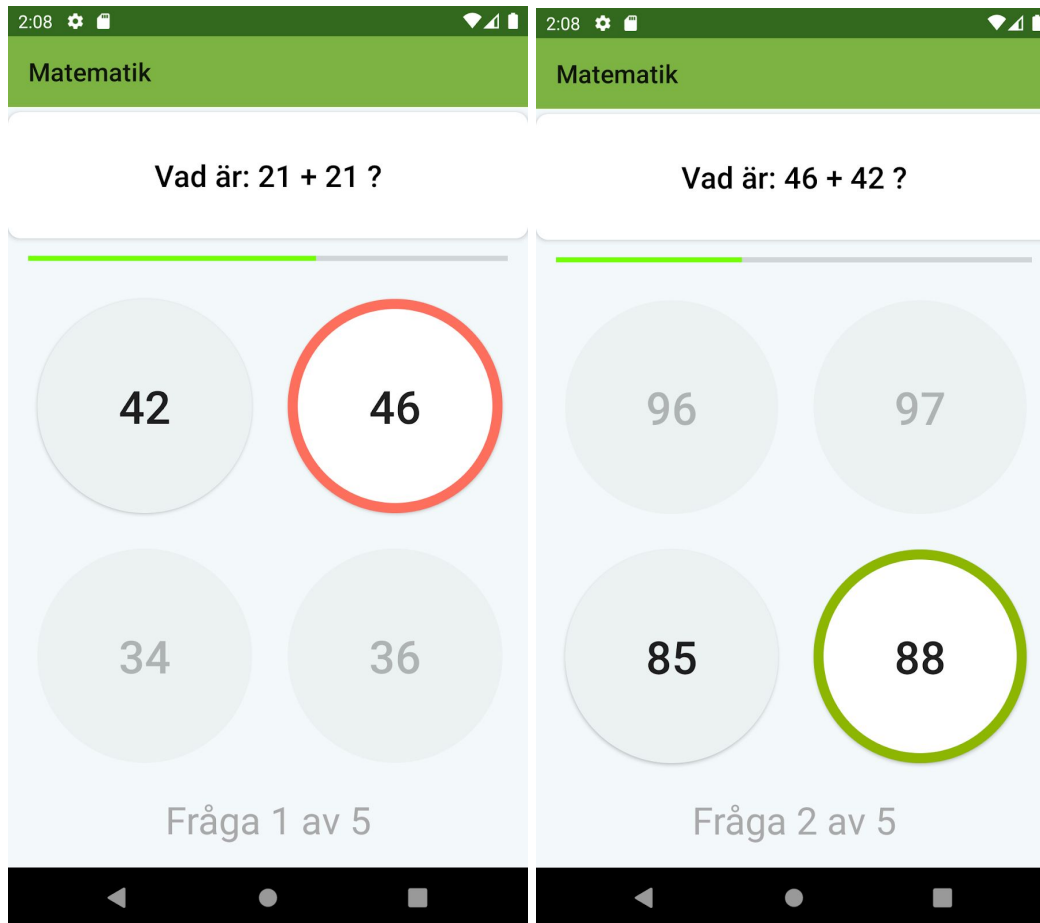 2:08
Matematik
Vad är: 21 + 21 ?
42
46
34
36
Fråga 1 av 5
2:08
Matematik
Vad är: 46 + 42 ?
96
97
85
88
Fråga 2 av 5